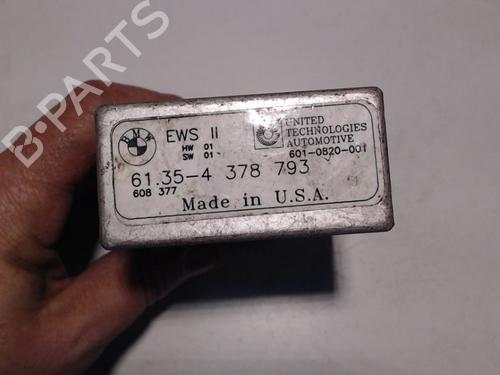 B-PARTS
BMW
EWS II
HW 01
SW 01
UNITED
TECHNOLOGIES
AUTOMOTIVE
601-0820-001
61.35-4 378 793
608 377
Made in U.S.A.